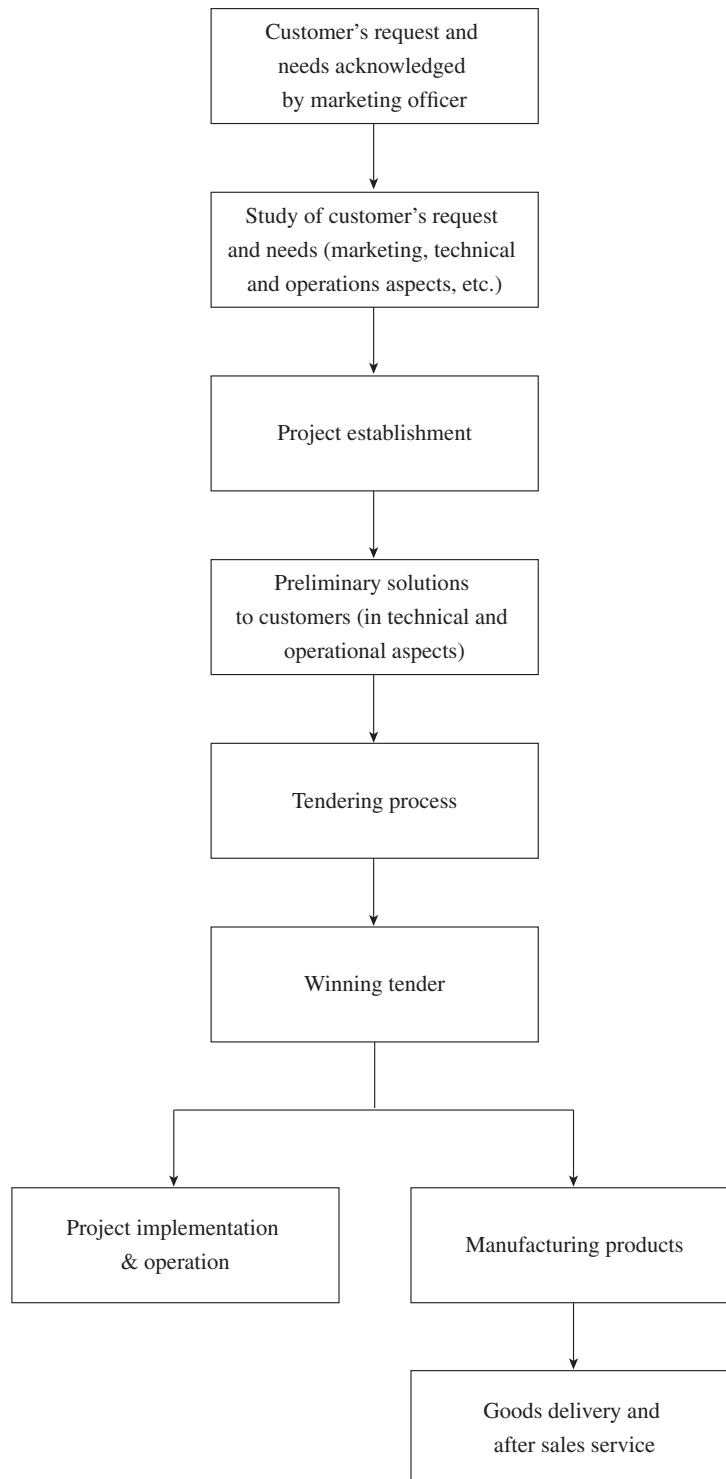 Customer’s request and
needs acknowledged
by marketing officer
Study of customer’s request
and needs (marketing, technical
and operations aspects, etc.)
Project establishment
Preliminary solutions
to customers (in technical and
operational aspects)
Tendering process
Winning tender
Project implementation
& operation
Manufacturing products
Goods delivery and
after sales service